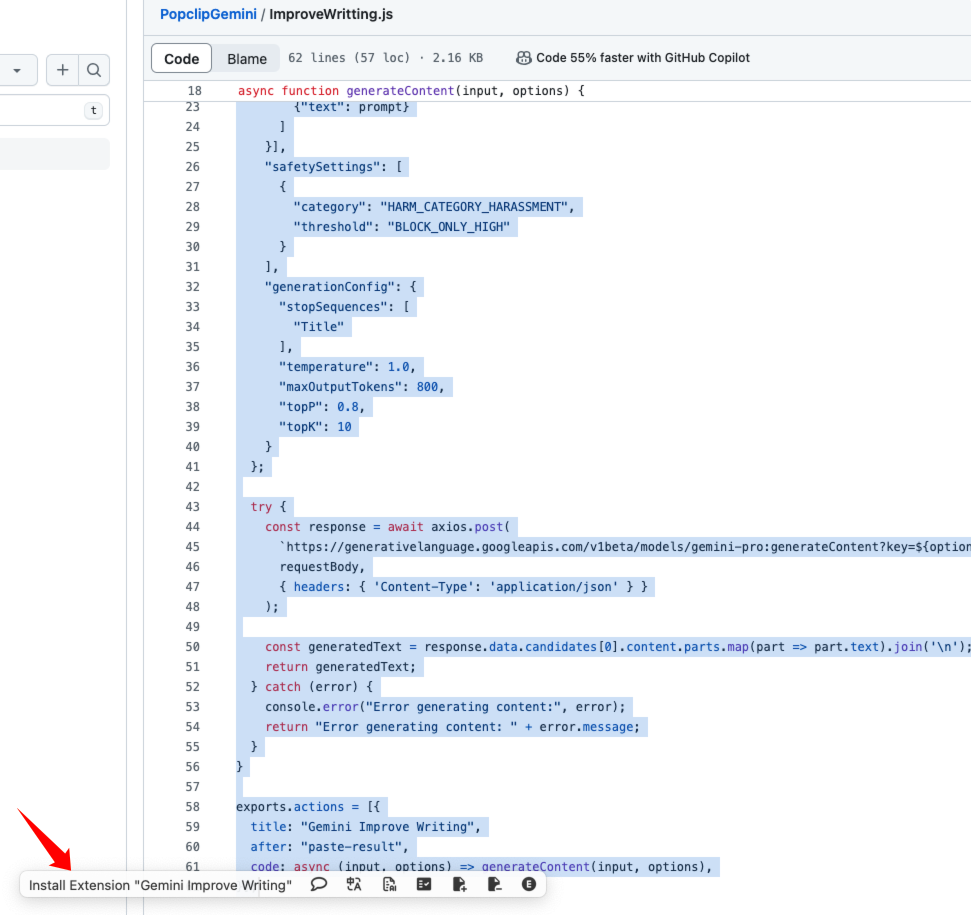 PopclipGemini / ImproveWritting.js
Code Blame 62 lines (57 loc) · 2.16 KB Code 55% faster with GitHub Copilot
t
18 async function generateContent(input, options) {
23 {"text": prompt}
24 ]
25 }],
26 "safetySettings": [
27 {
28 "category": "HARM_CATEGORY_HARASSMENT",
29 "threshold": "BLOCK_ONLY_HIGH"
30 }
31 ],
32 "generationConfig": {
33 "stopSequences": [
34 "Title"
35 ],
36 "temperature": 1.0,
37 "maxOutputTokens": 800,
38 "topP": 0.8,
39 "topK": 10
40 }
41 };
42
43 try {
44 const response = await axios.post(
45 `https://generativelanguage.googleapis.com/v1beta/models/gemini-pro:generateContent?key=${option
46 requestBody,
47 { headers: { 'Content-Type': 'application/json' } }
48 );
49
50 const generatedText = response.data.candidates[0].content.parts.map(part => part.text).join('\n');
51 return generatedText;
52 } catch (error) {
53 console.error("Error generating content:", error);
54 return "Error generating content: " + error.message;
55 }
56 }
57
58 exports.actions = [{
59 title: "Gemini Improve Writing",
60 after: "paste-result",
61 code: async (input, options) => generateContent(input, options),
Install Extension "Gemini Improve Writing"